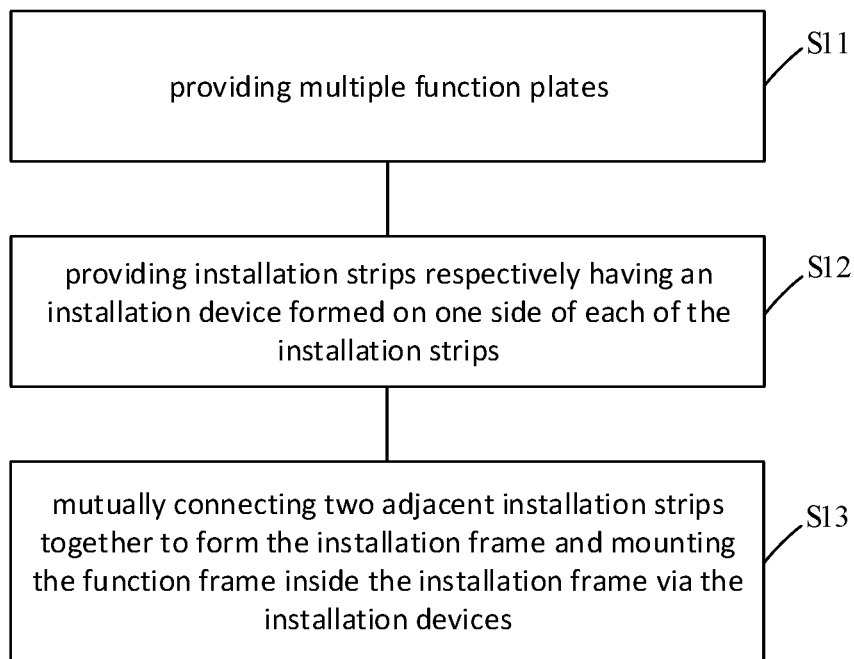 providing multiple function plates
S11
providing installation strips respectively having an
installation device formed on one side of each of the
installation strips
S12
mutually connecting two adjacent installation strips
together to form the installation frame and mounting
the function frame inside the installation frame via the
installation devices
S13